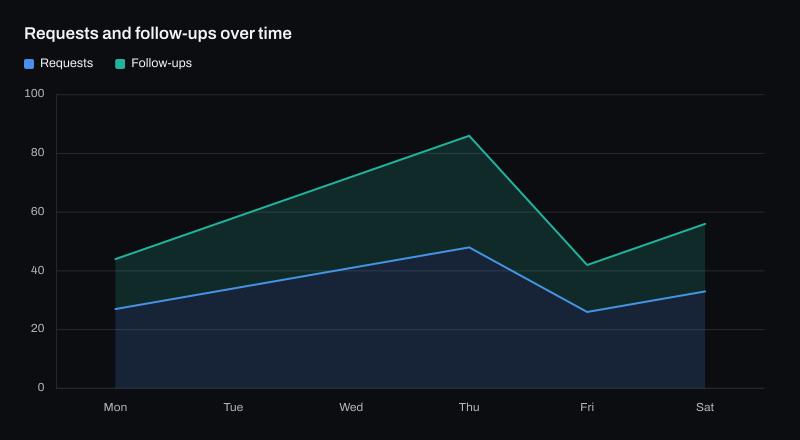 Requests and follow-ups over time
Requests Follow-ups
100
80
60
40
20
0
Mon Tue Wed Thu Fri Sat